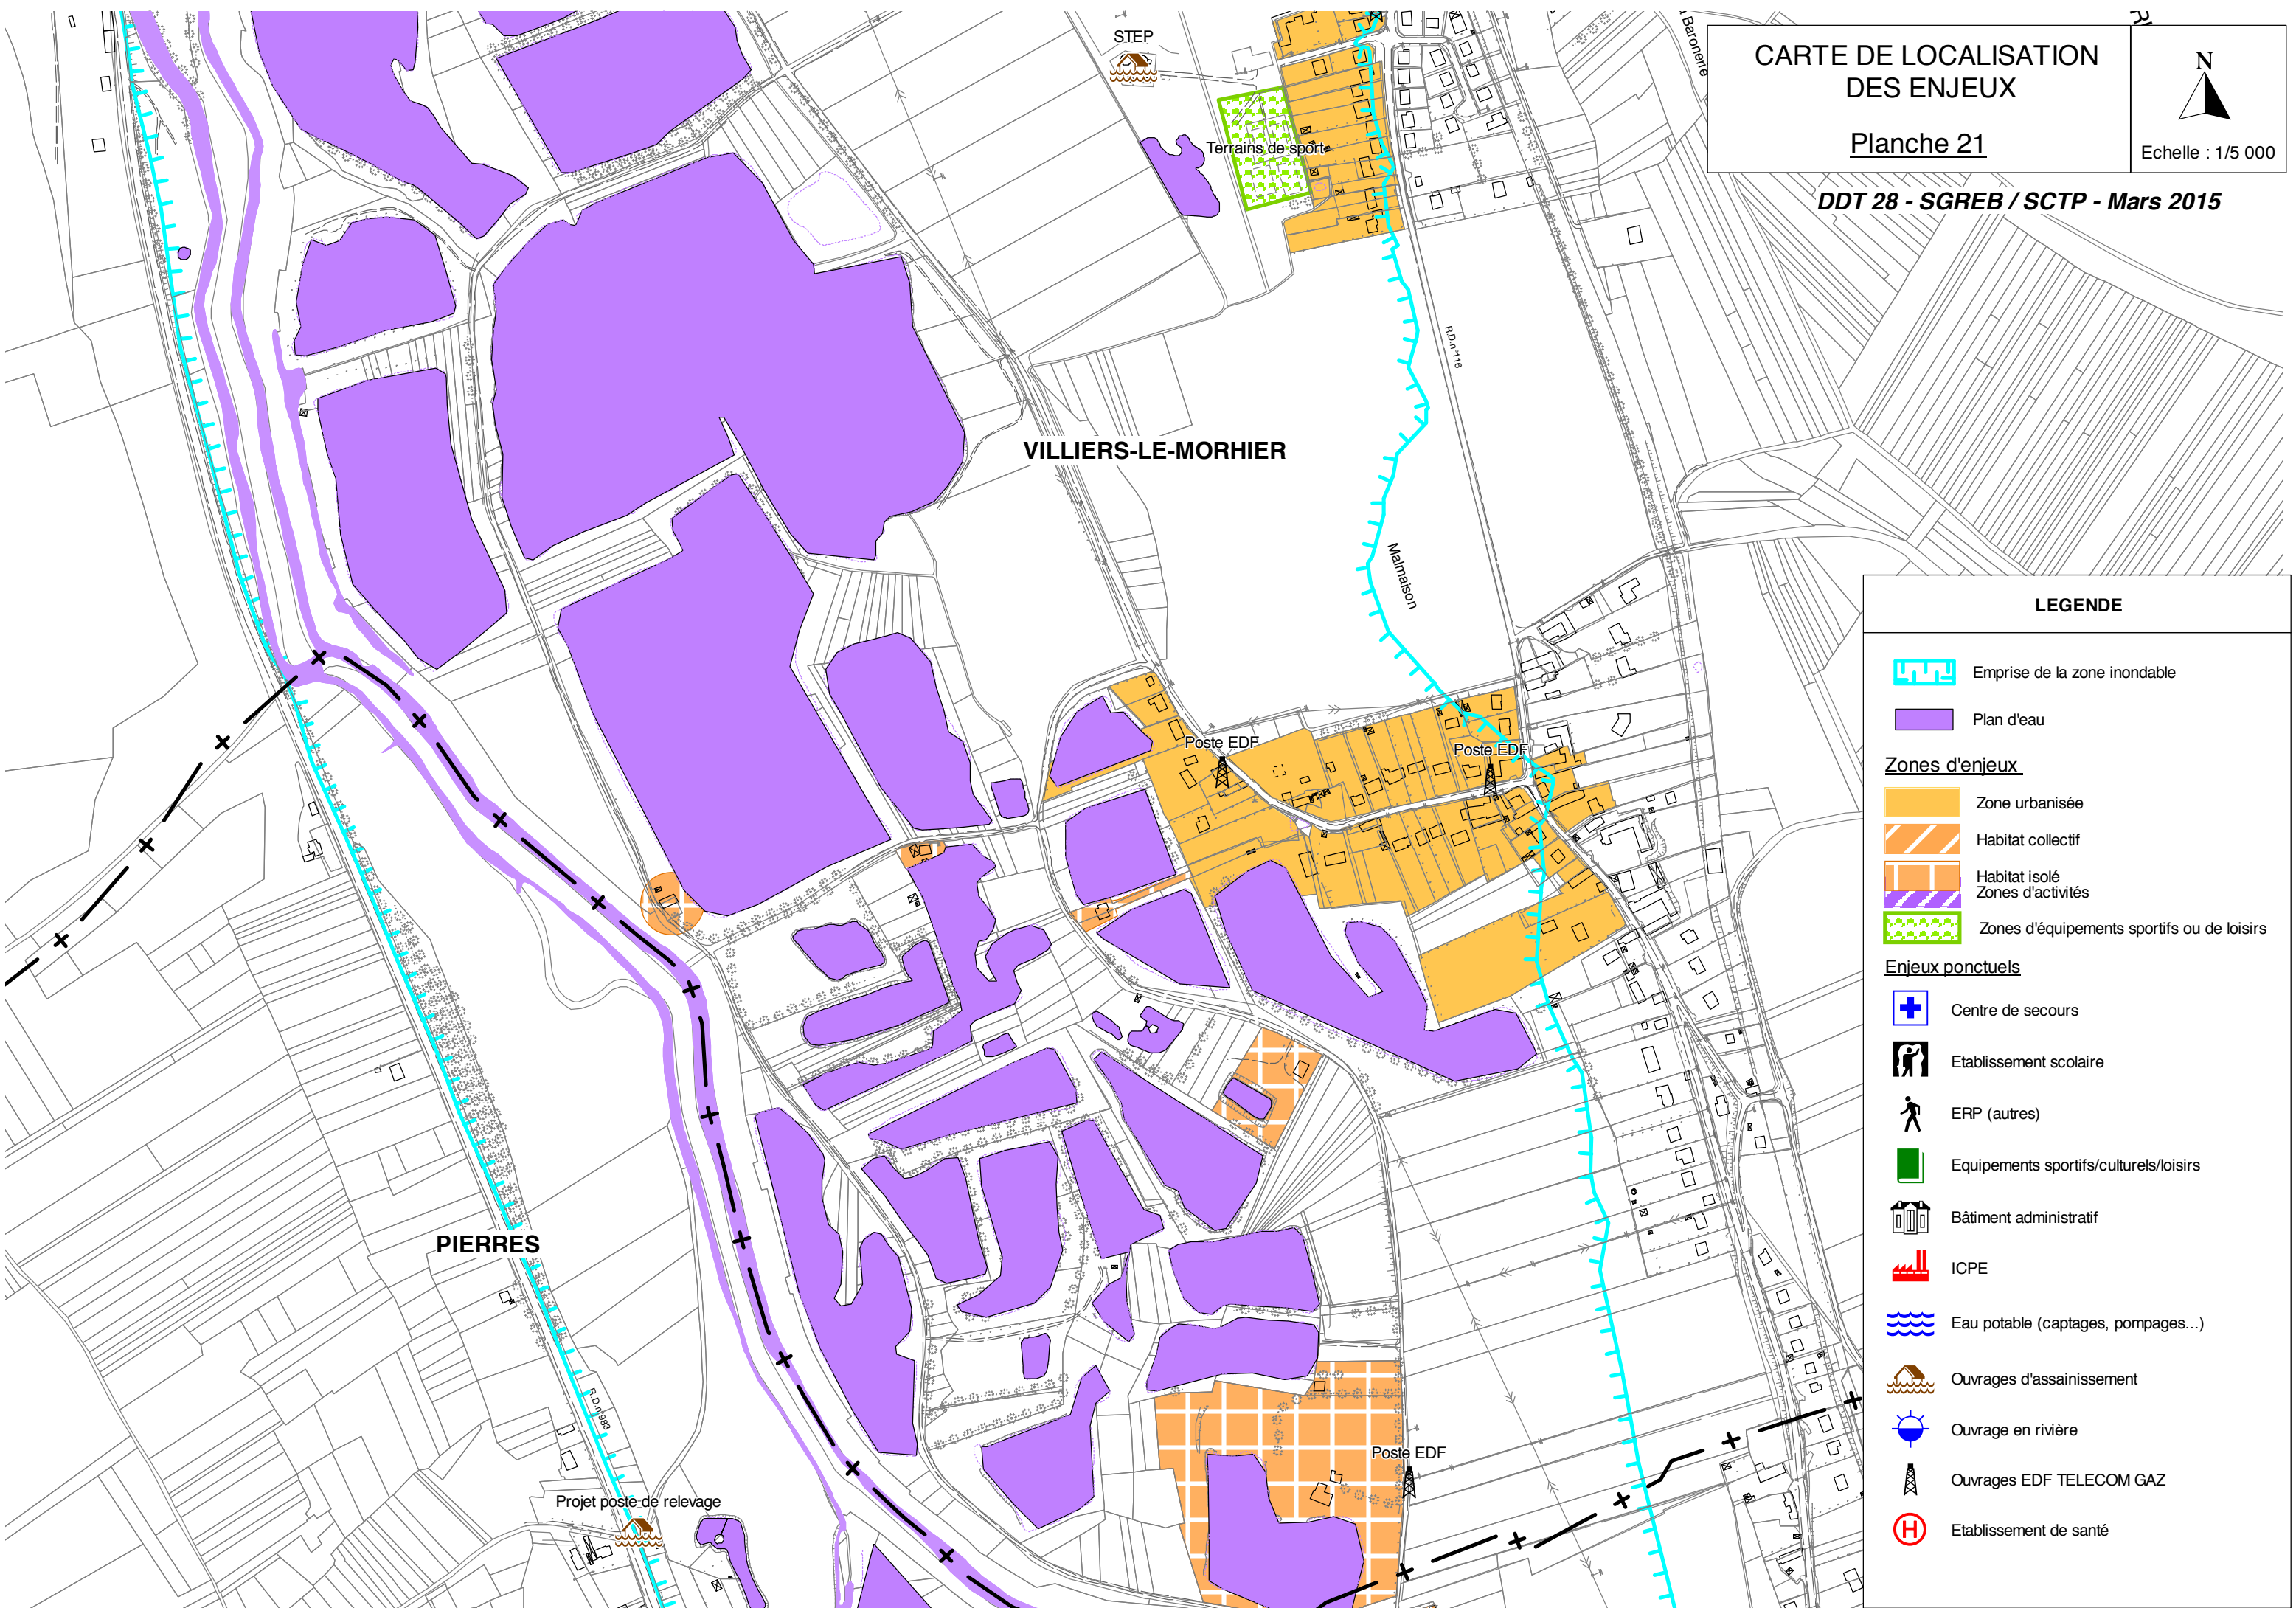 STEP
Baronerie
CARTE DE LOCALISATION
DES ENJEUX
Planche 21
N
Echelle : 1/5 000
DDT 28 - SGREB / SCTP - Mars 2015
Terrains de sport
R.D.n°116
VILLIERS-LE-MORHIER
Malmaison
Poste EDF
Poste EDF
PIERRES
R.D.n°983
Poste EDF
Projet poste de relevage
LEGENDE
Emprise de la zone inondable
Plan d'eau
Zones d'enjeux
Zone urbanisée
Habitat collectif
Habitat isolé
Zones d'activités
Zones d'équipements sportifs ou de loisirs
Enjeux ponctuels
Centre de secours
Etablissement scolaire
ERP (autres)
Equipements sportifs/culturels/loisirs
Bâtiment administratif
ICPE
Eau potable (captages, pompages...)
Ouvrages d'assainissement
Ouvrage en rivière
Ouvrages EDF TELECOM GAZ
H
Etablissement de santé